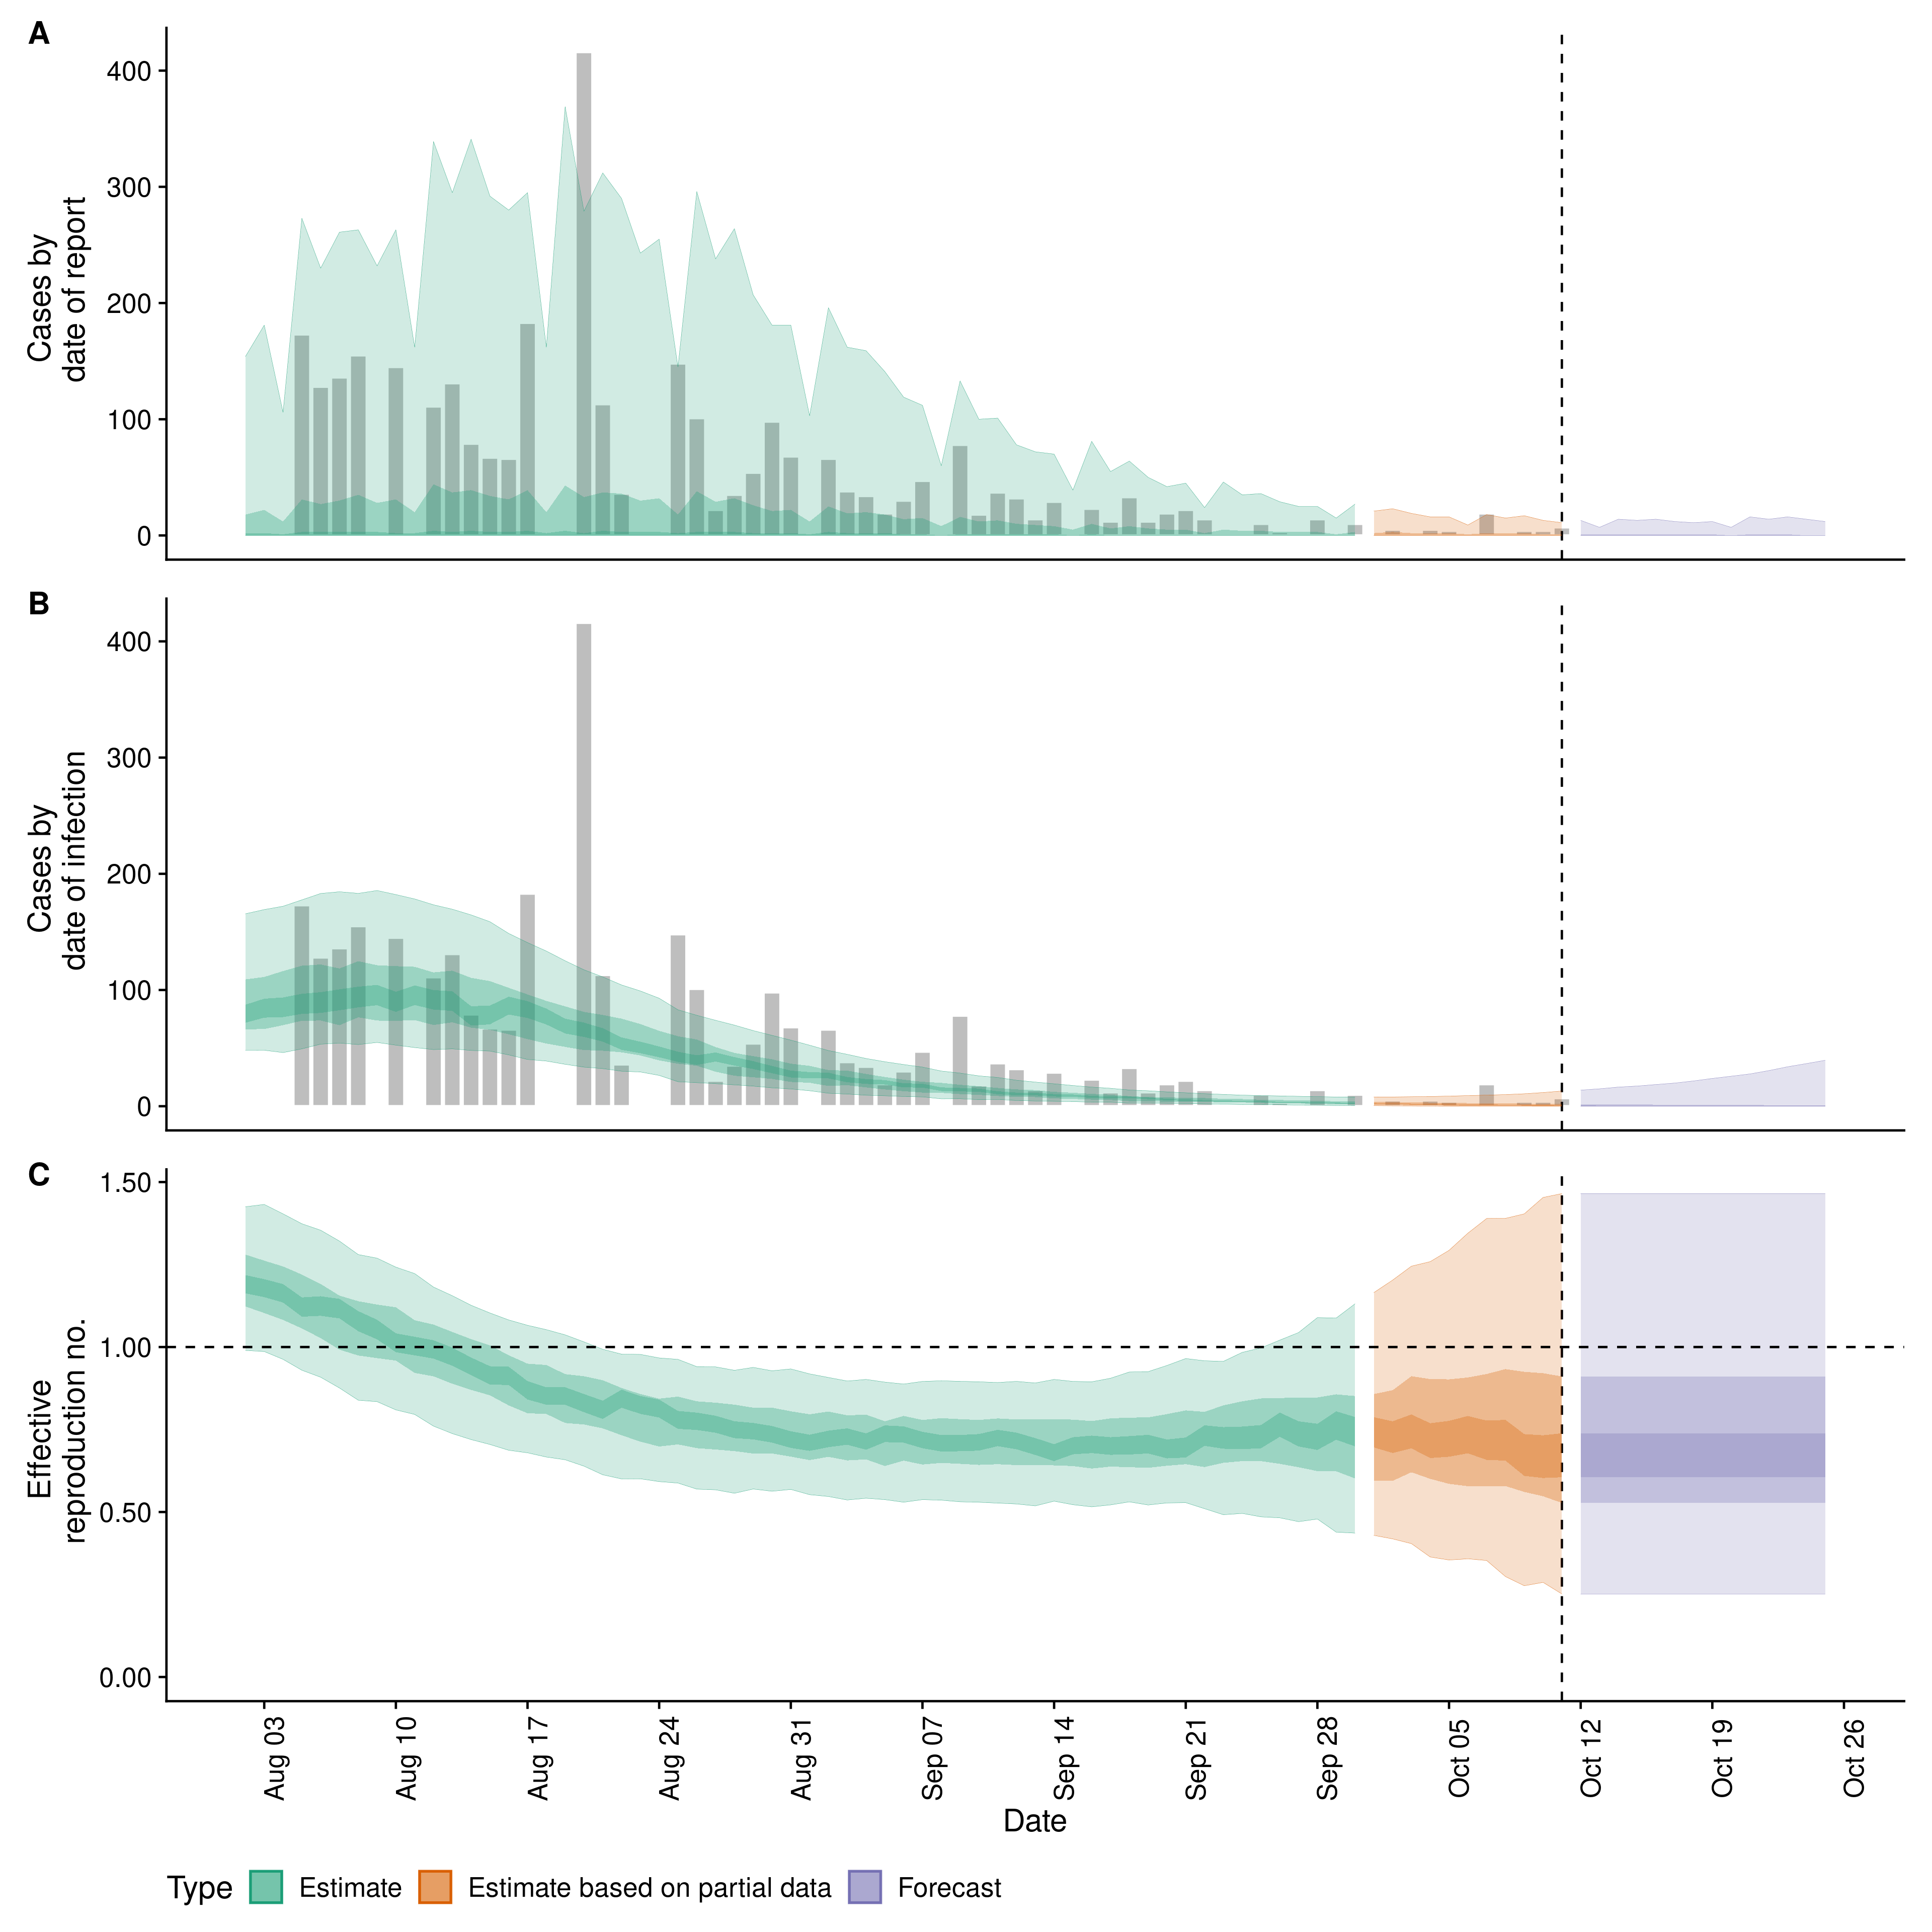 A
400
300
200
100
0
Cases by
date of report
B
400
300
200
100
0
Cases by
date of infection
C
1.50
1.00
0.50
0.00
Effective
reproduction no.
Aug 03
Aug 10
Aug 17
Aug 24
Aug 31
Sep 07
Sep 14
Sep 21
Sep 28
Oct 05
Oct 12
Oct 19
Oct 26
Date
Type Estimate Estimate based on partial data Forecast